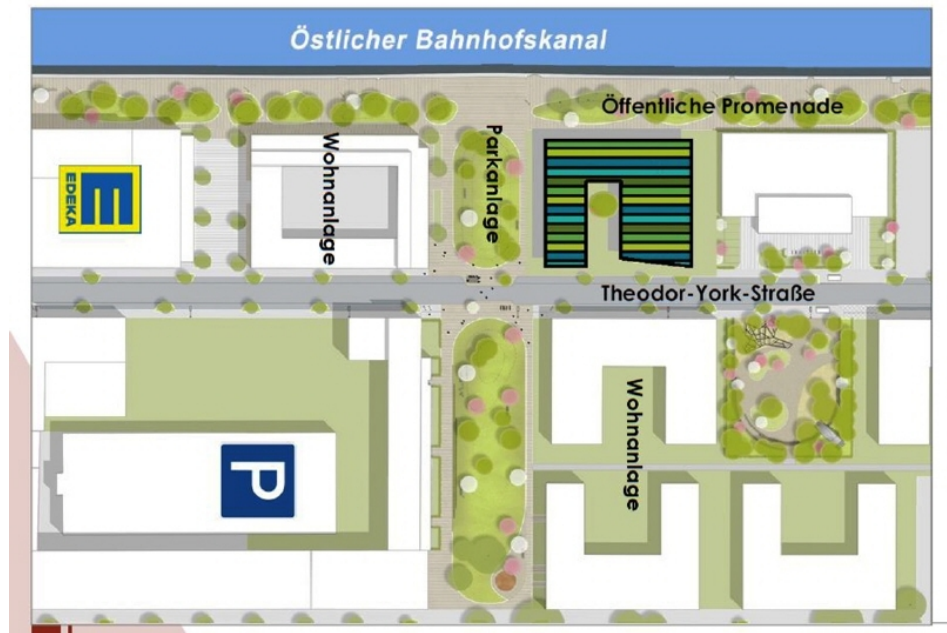 Östlicher Bahnhofskanal
Öffentliche Promenade
Wohnanlage
Parkanlage
E
EDEKA
Theodor-York-Straße
Wohnanlage
P